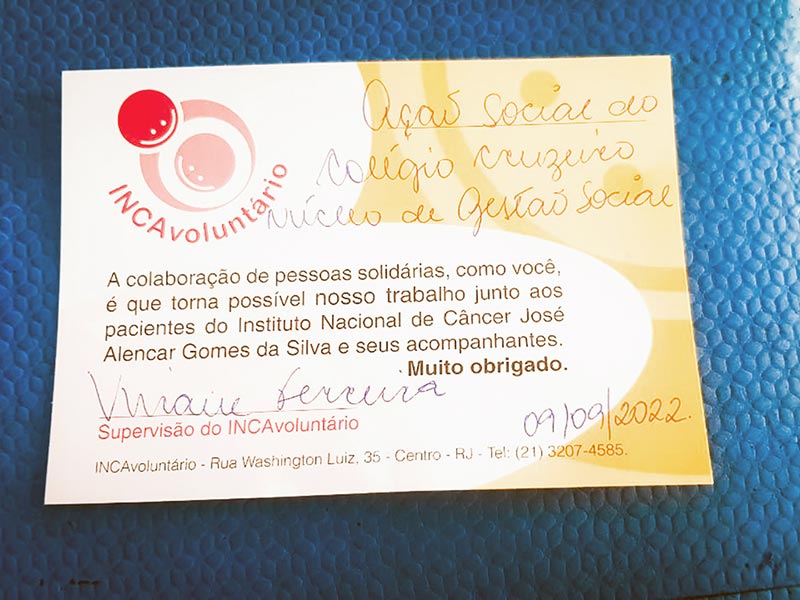 Açaõ Social do
Colégio Cruzeiro
Núcleo de Gestão Social
INCAvoluntário
A colaboração de pessoas solidárias, como você,
é que torna possível nosso trabalho junto aos
pacientes do Instituto Nacional de Câncer José
Alencar Gomes da Silva e seus acompanhantes.
Muito obrigado.
Viviane Ferreira
09/09/2022.
Supervisão do INCAvoluntário
INCAvoluntário - Rua Washington Luiz, 35 - Centro - RJ - Tel: (21) 3207-4585.